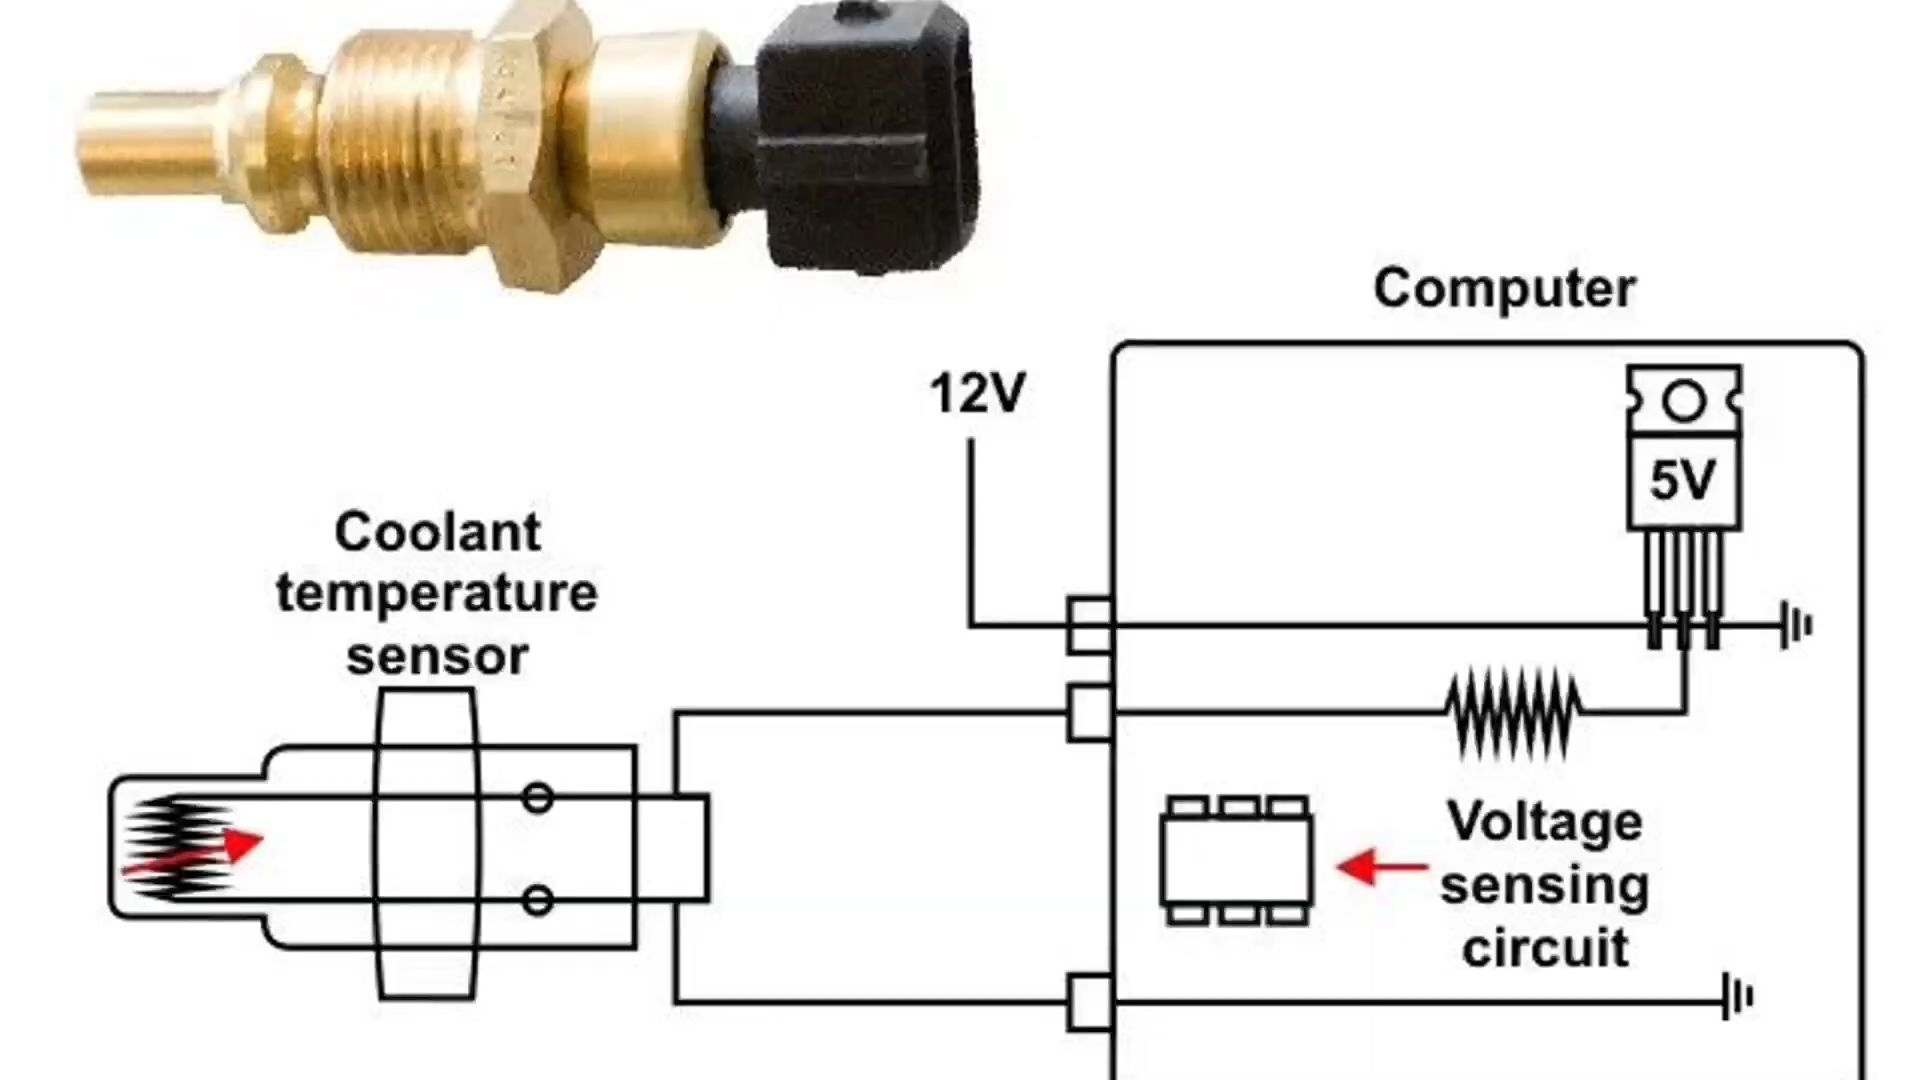 Computer
12V
5V
Coolant
temperature
sensor
Voltage
sensing
circuit